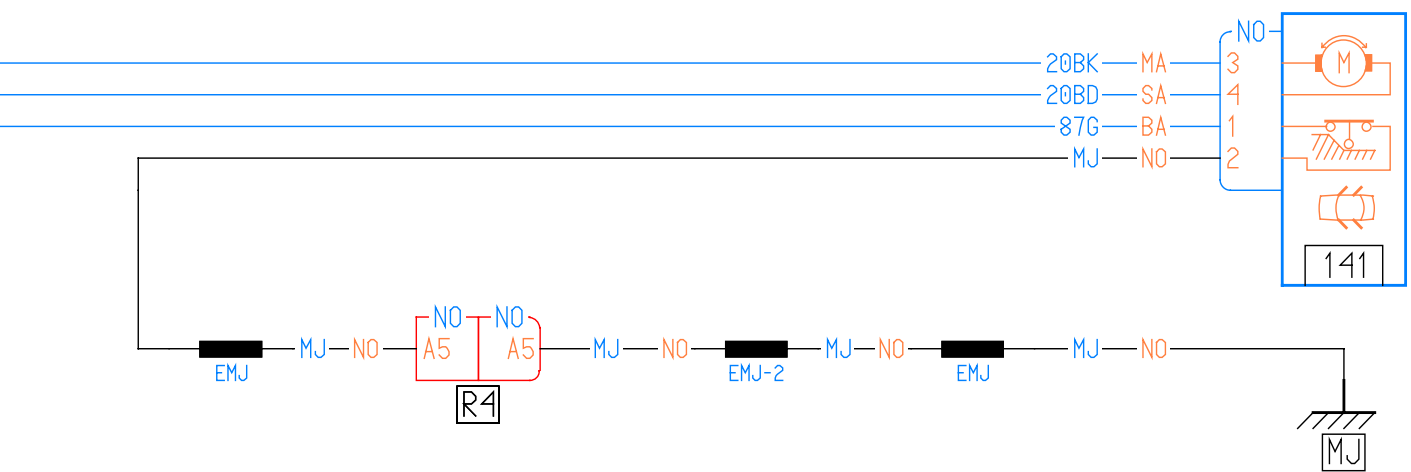 NO
20BK MA 3 M
20BD SA 4
87G BA 1
MJ NO 2
141
NO NO
MJ NO A5 A5 MJ NO MJ NO MJ NO
EMJ EMJ-2 EMJ
R4
MJ